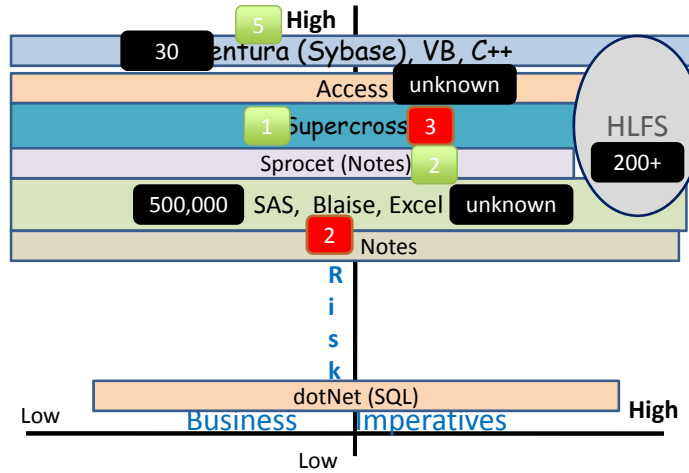 5
High
30 entura (Sybase), VB, C++
Access unknown
1 Supercross 3
HLFS
Sprocet (Notes) 2
200+
500,000 SAS, Blaise, Excel unknown
2
Notes
R
i
s
k
dotNet (SQL)
Low
Business Imperatives
High
Low